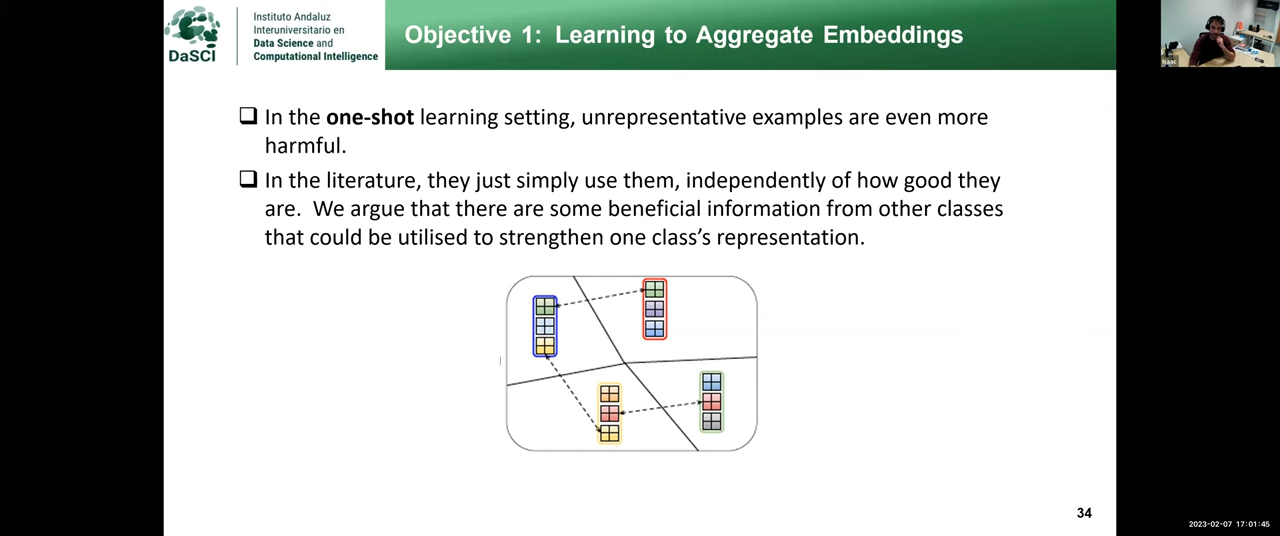 DaSCI
Instituto Andaluz
Interuniversitario en
Data Science and
Computational Intelligence
Objective 1: Learning to Aggregate Embeddings
Isaac
❑ In the one-shot learning setting, unrepresentative examples are even more
harmful.
❑ In the literature, they just simply use them, independently of how good they
are. We argue that there are some beneficial information from other classes
that could be utilised to strengthen one class’s representation.
34
2023-02-07 17:01:45